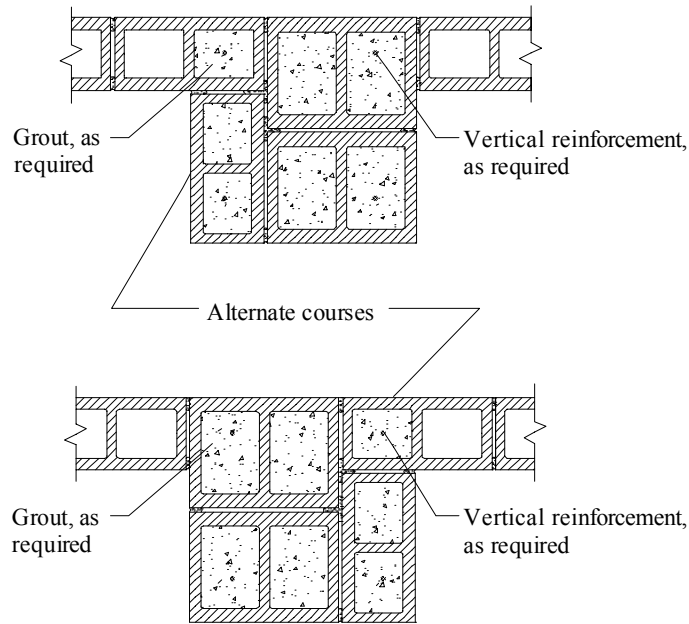 Grout, as
required
Vertical reinforcement,
as required
Alternate courses
Grout, as
required
Vertical reinforcement,
as required